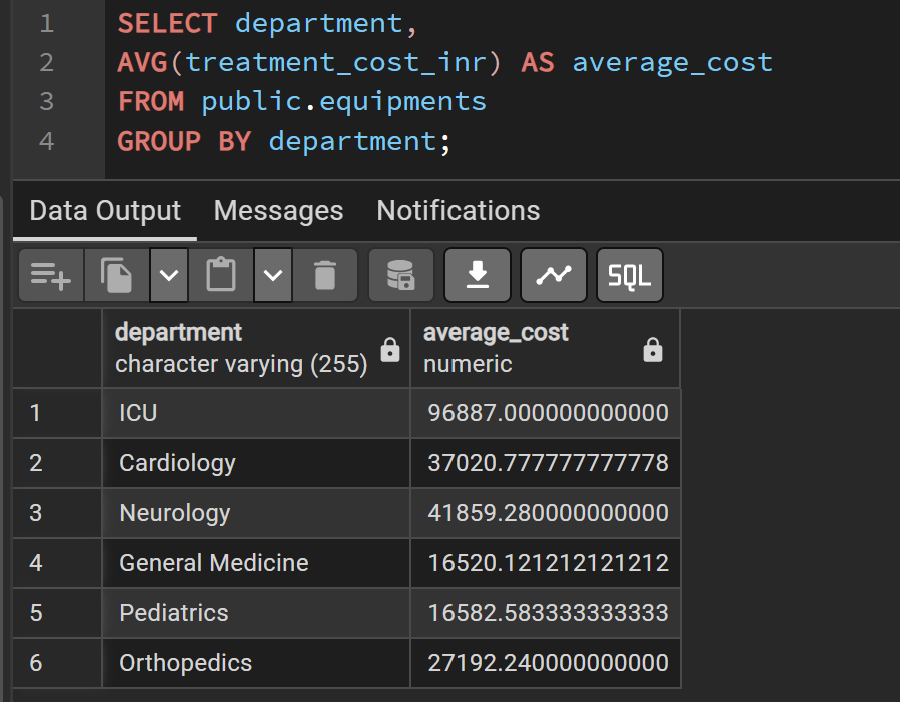 1 SELECT department,
2 AVG(treatment_cost_inr) AS average_cost
3 FROM public.equipments
4 GROUP BY department;
Data Output Messages Notifications
SQL
department average_cost
character varying (255) numeric
1 ICU 96887.000000000000
2 Cardiology 37020.777777777778
3 Neurology 41859.280000000000
4 General Medicine 16520.121212121212
5 Pediatrics 16582.583333333333
6 Orthopedics 27192.240000000000